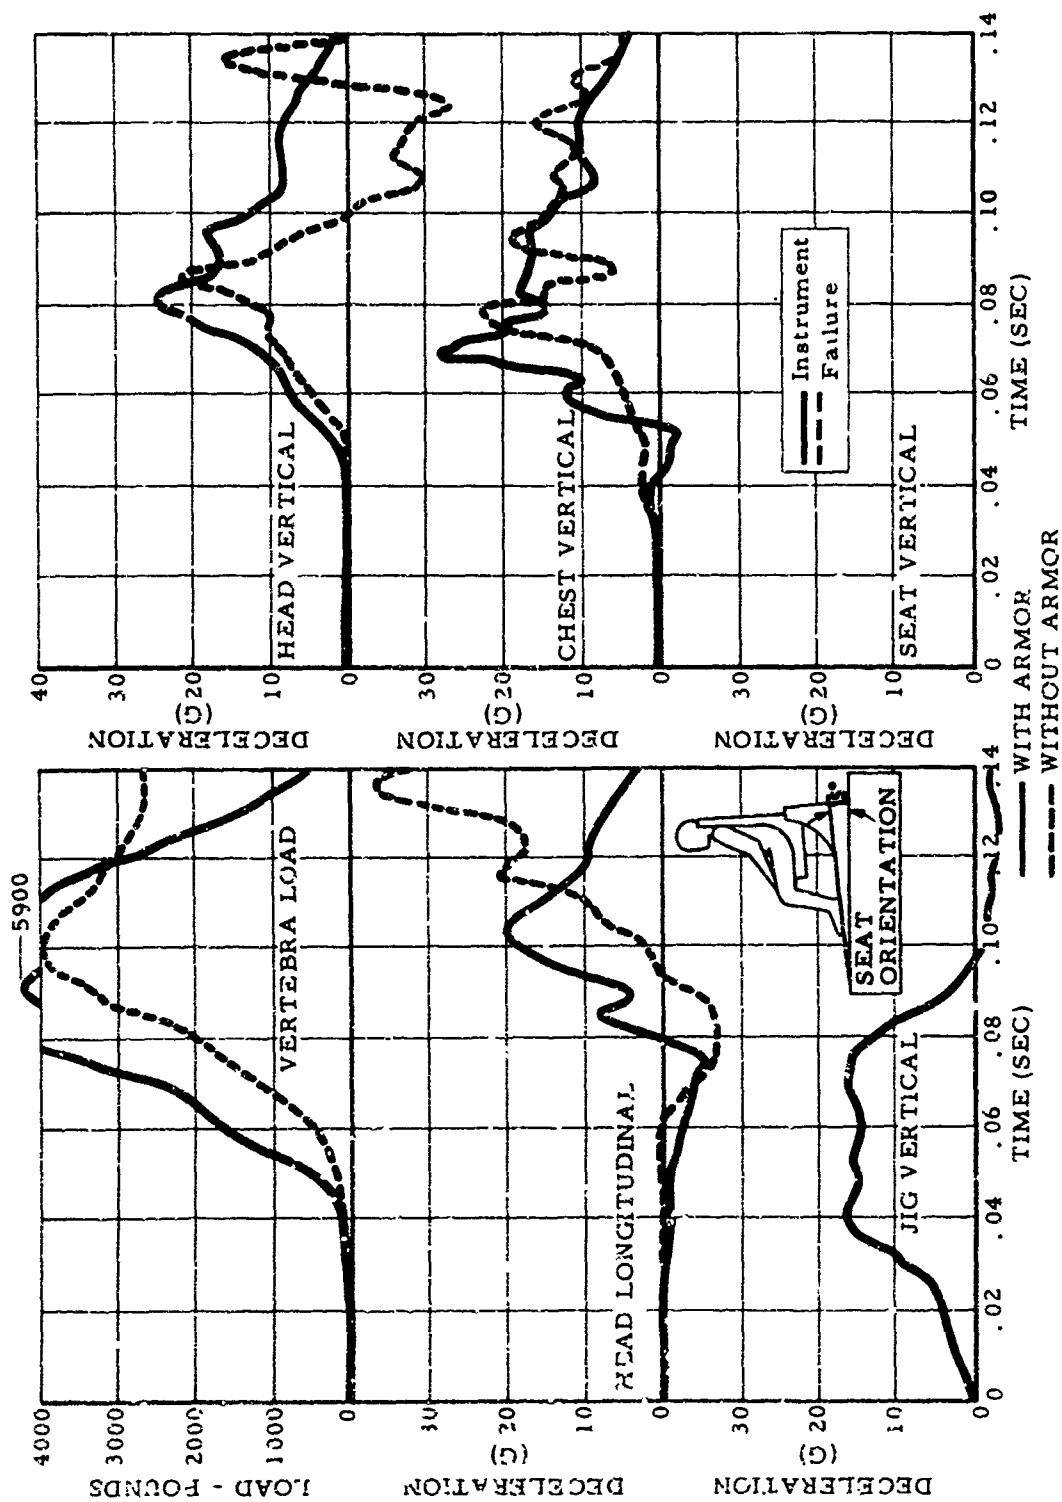 40
30
20
10
0
DECELERATION
(G)
HEAD VERTICAL
30
20
10
0
DECELERATION
(G)
CHEST VERTICAL
30
20
10
0
DECELERATION
(G)
SEAT VERTICAL
Instrument
Failure
0
.02
.04
.06
.08
.10
.12
.14
TIME (SEC)
4000
3000
2000
1000
0
LOAD - POUNDS
5900
VERTEBRA LOAD
30
20
10
0
DECELERATION
(G)
HEAD LONGITUDINAL
30
20
10
0
DECELERATION
(G)
JIG VERTICAL
SEAT
ORIENTATION
0
.02
.04
.06
.08
.10
.12
.14
TIME (SEC)
WITH ARMOR
WITHOUT ARMOR